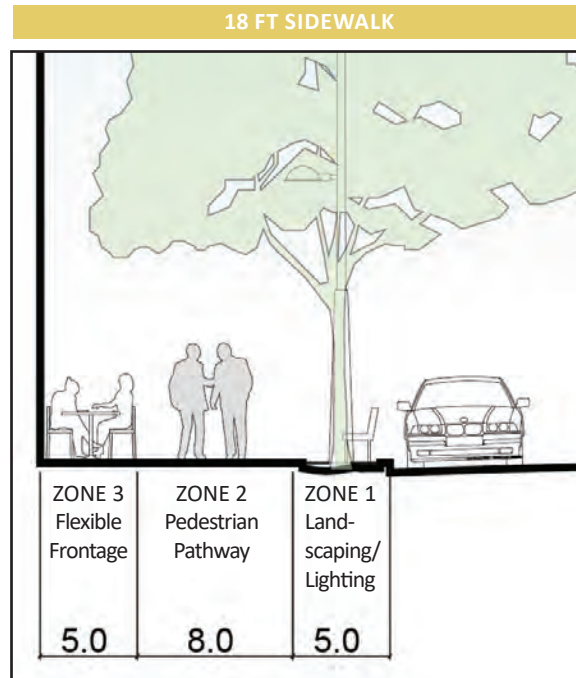 18 FT SIDEWALK
ZONE 3
Flexible
Frontage
5.0
ZONE 2
Pedestrian
Pathway
8.0
ZONE 1
Land-
scaping/
Lighting
5.0